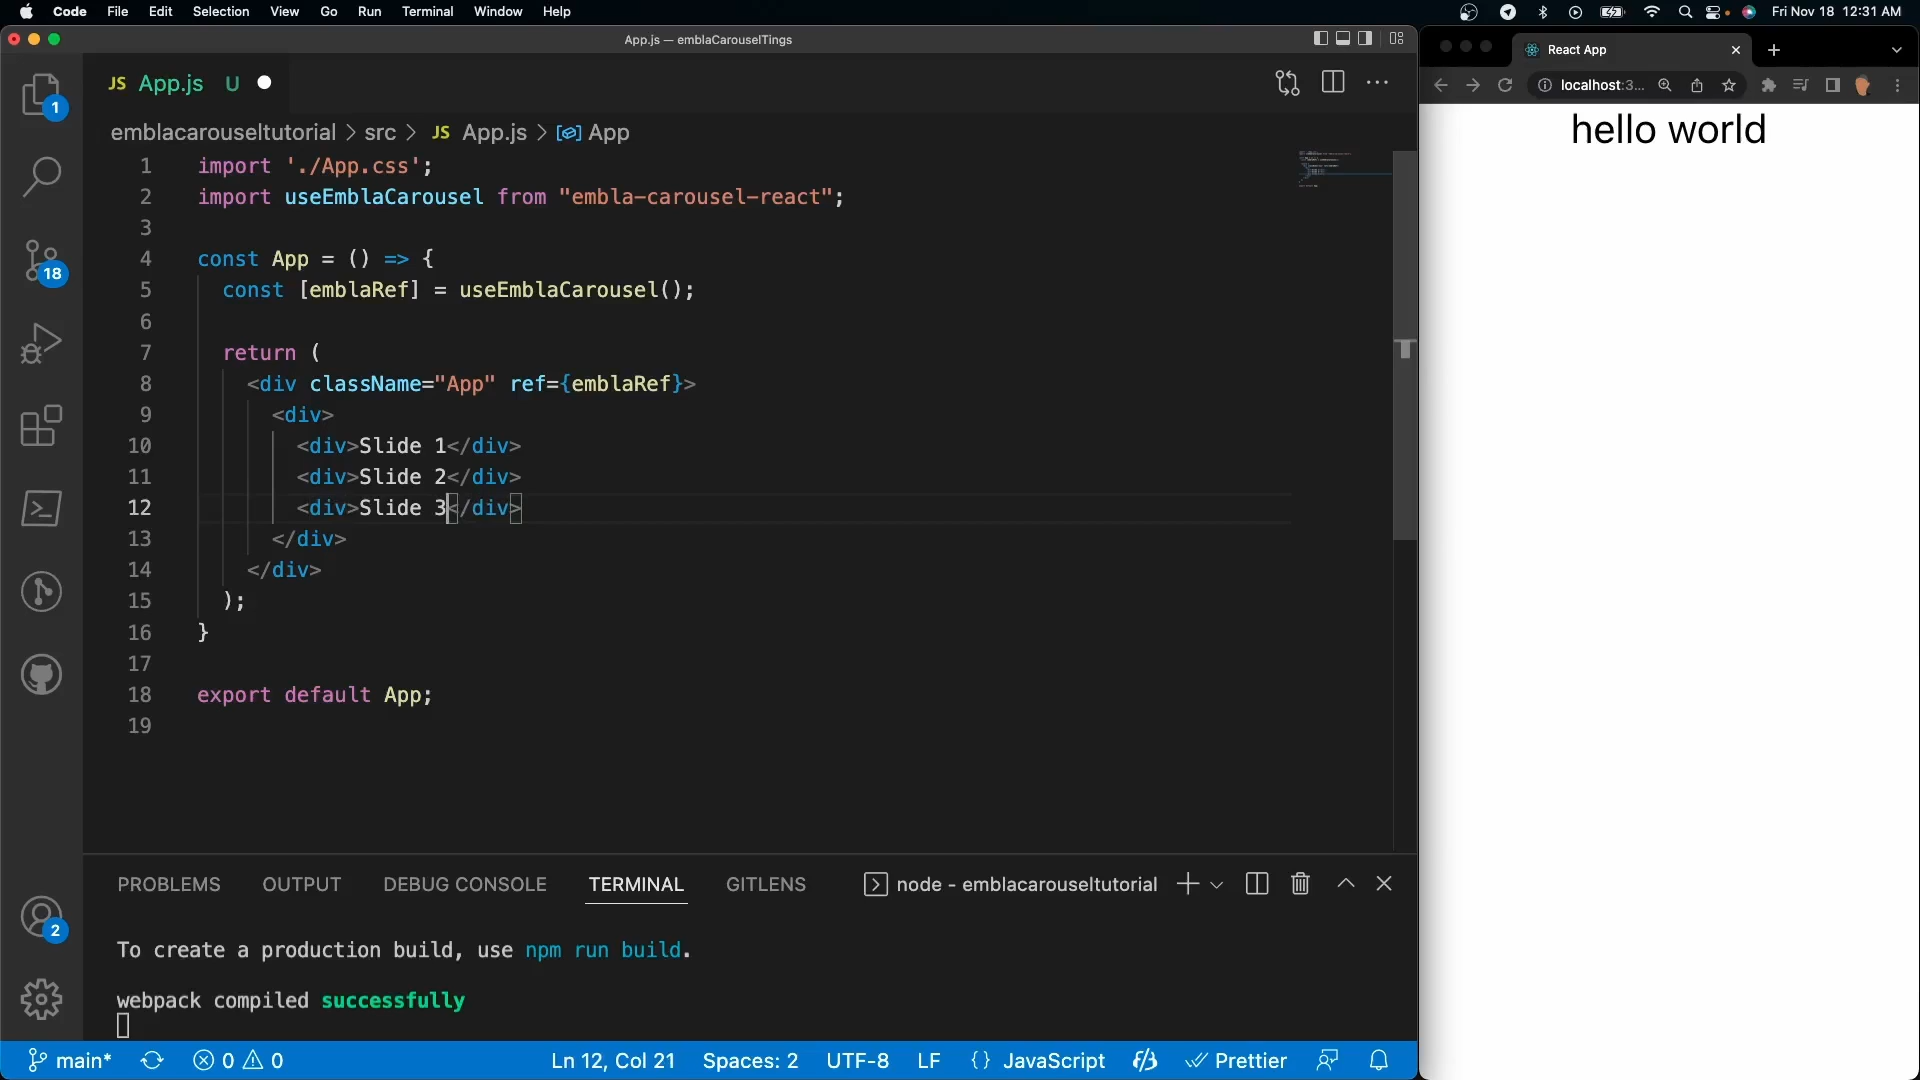 Code File Edit Selection View Go Run Terminal Window Help Fri Nov 18 12:31 AM
App.js — emblaCarouselTings
React App
JS App.js U
localhost:3...
1
emblacarouseltutorial > src > JS App.js > App
hello world
1 import './App.css';
2 import useEmblaCarousel from "embla-carousel-react";
3
4 const App = () => {
18
5 const [emblaRef] = useEmblaCarousel();
6
7 return (
8 <div className="App" ref={emblaRef}>
9 <div>
10 <div>Slide 1</div>
11 <div>Slide 2</div>
12 <div>Slide 3</div>
13 </div>
14 </div>
15 );
16 }
17
18 export default App;
19
PROBLEMS OUTPUT DEBUG CONSOLE TERMINAL GITLENS node - emblacarouseltutorial
2
To create a production build, use npm run build.
webpack compiled successfully
main* 0 0 Ln 12, Col 21 Spaces: 2 UTF-8 LF {} JavaScript Prettier